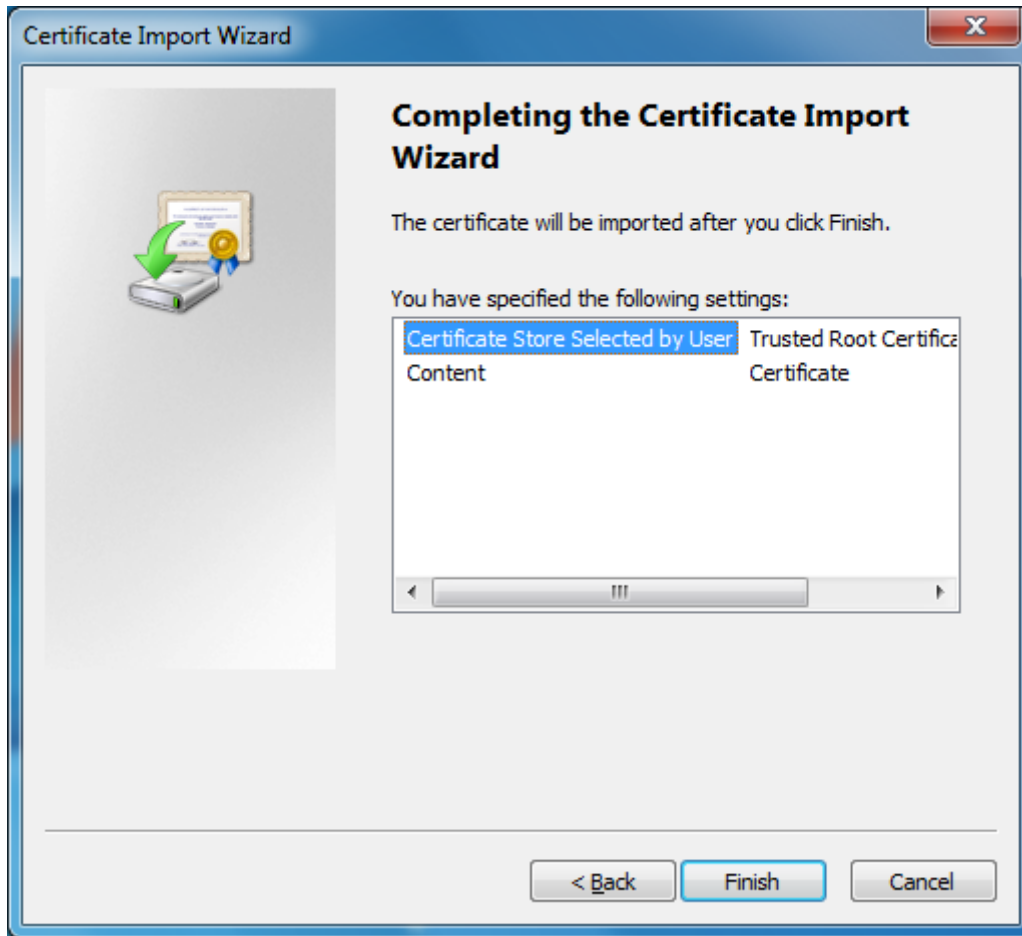 Certificate Import Wizard
Completing the Certificate Import
Wizard
The certificate will be imported after you click Finish.
You have specified the following settings:
Certificate Store Selected by User Trusted Root Certifica
Content Certificate
< Back Finish Cancel